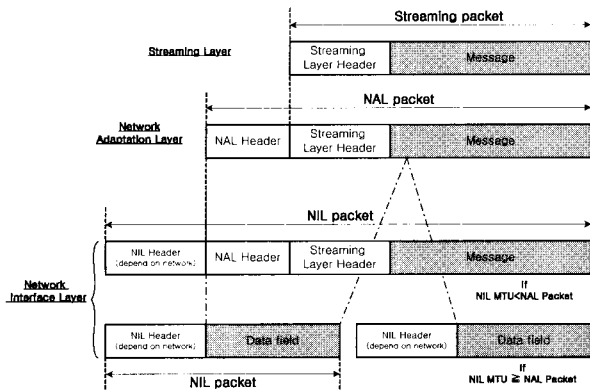 Streaming packet
Streaming Layer
Streaming Layer Header
Message
NAL packet
Network Adaptation Layer
NAL Header
Streaming Layer Header
Message
NIL packet
Network Interface Layer
NIL Header
(depend on network)
NAL Header
Streaming Layer Header
Message
If
NIL MTU<NAL Packet
NIL Header
(depend on network)
Data field
NIL Header
(depend on network)
Data field
NIL packet
If
NIL MTU ≧ NAL Packet